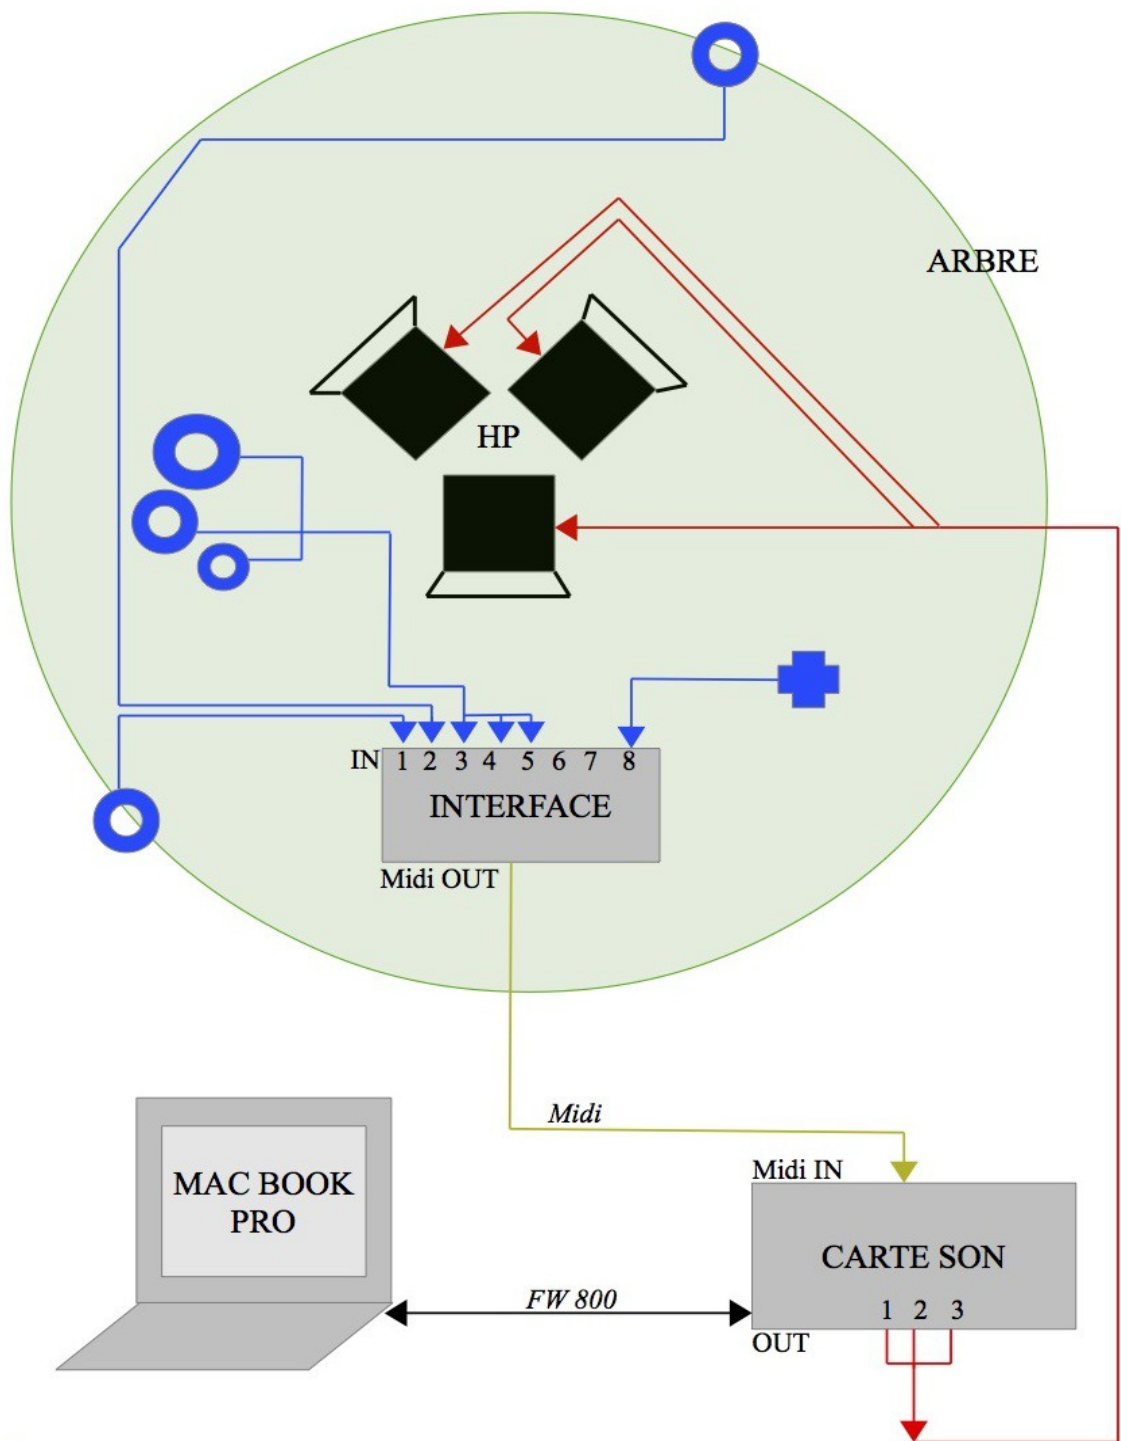 ARBRE
HP
IN 1 2 3 4 5 6 7 8
INTERFACE
Midi OUT
Midi
Midi IN
MAC BOOK
PRO
CARTE SON
FW 800
1 2 3
OUT